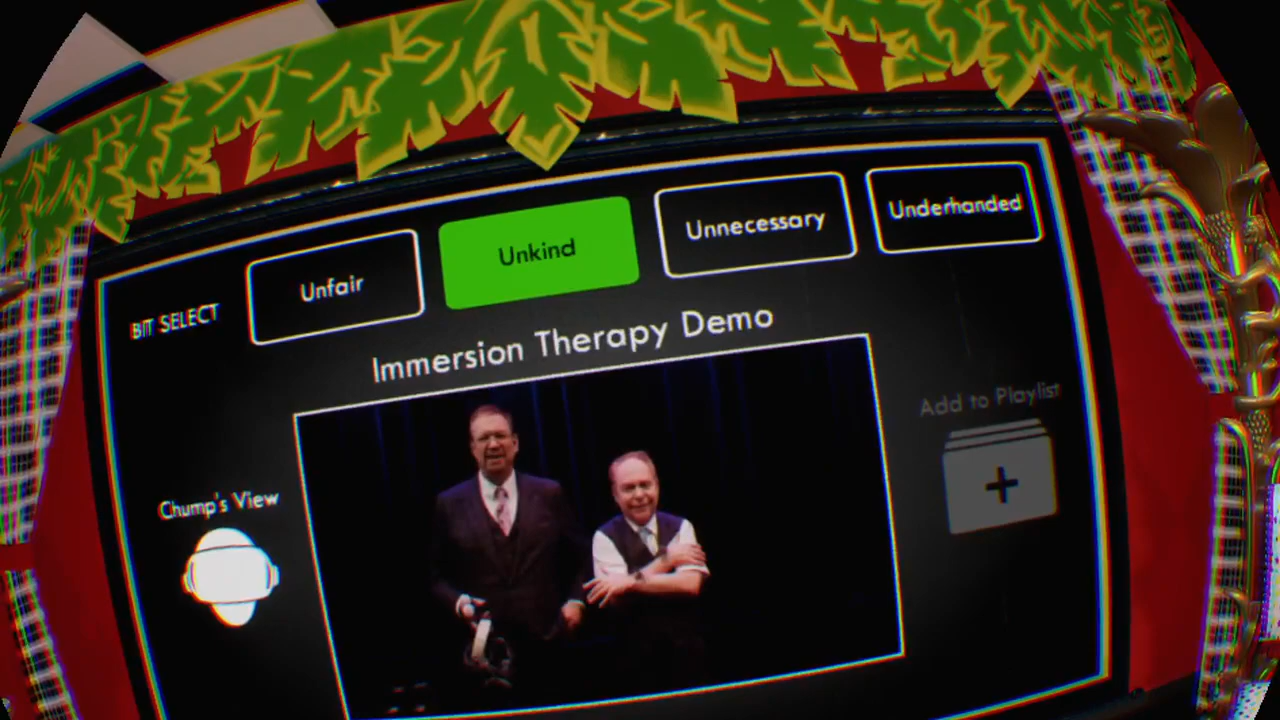 BIT SELECT
Unfair
Unkind
Unnecessary
Underhanded
Immersion Therapy Demo
Chump's View
Add to Playlist